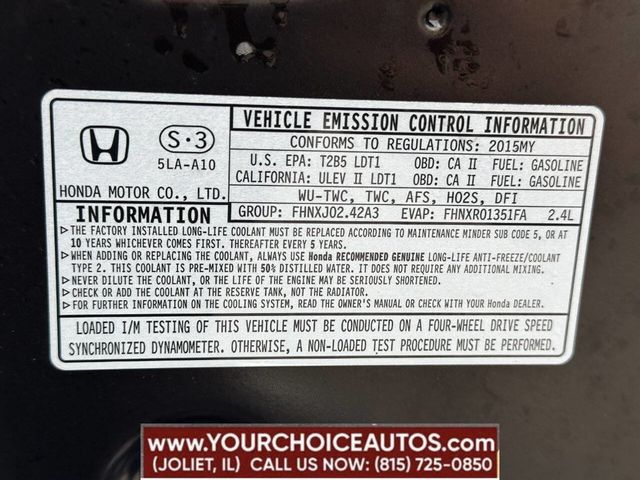 S·3
5LA-A10
HONDA MOTOR CO., LTD.
VEHICLE EMISSION CONTROL INFORMATION
CONFORMS TO REGULATIONS: 2015MY
U.S. EPA: T2B5 LDT1 OBD: CA II FUEL: GASOLINE
CALIFORNIA: ULEV II LDT1 OBD: CA II FUEL: GASOLINE
WU-TWC, TWC, AFS, HO2S, DFI
GROUP: FHNXJ02.42A3 EVAP: FHNXR01351FA 2.4L
INFORMATION
▷THE FACTORY INSTALLED LONG-LIFE COOLANT MUST BE REPLACED ACCORDING TO MAINTENANCE MINDER SUB CODE 5, OR AT
10 YEARS WHICHEVER COMES FIRST. THEREAFTER EVERY 5 YEARS.
▷WHEN ADDING OR REPLACING THE COOLANT, ALWAYS USE Honda RECOMMENDED GENUINE LONG-LIFE ANTI-FREEZE/COOLANT
TYPE 2. THIS COOLANT IS PRE-MIXED WITH 50% DISTILLED WATER. IT DOES NOT REQUIRE ANY ADDITIONAL MIXING.
▷NEVER DILUTE THE COOLANT, OR THE LIFE OF THE ENGINE MAY BE SERIOUSLY SHORTENED.
▷CHECK OR ADD THE COOLANT AT THE RESERVE TANK, NOT THE RADIATOR.
▷FOR FURTHER INFORMATION ON THE COOLING SYSTEM, READ THE OWNER'S MANUAL OR CHECK WITH YOUR Honda DEALER.
LOADED I/M TESTING OF THIS VEHICLE MUST BE CONDUCTED ON A FOUR-WHEEL DRIVE SPEED
SYNCHRONIZED DYNAMOMETER. OTHERWISE, A NON-LOADED TEST PROCEDURE MUST BE PERFORMED.
WWW.YOURCHOICEAUTOS.COM
(JOLIET, IL) CALL US NOW: (815) 725-0850